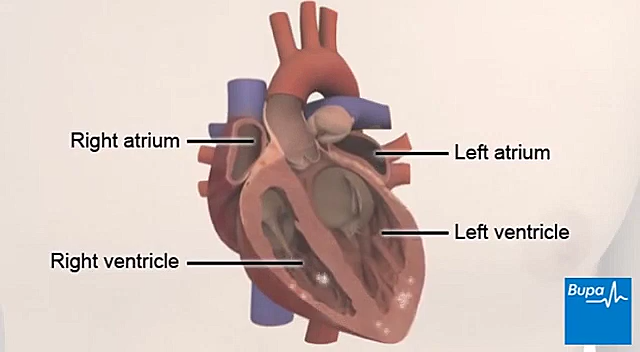 Right atrium
Left atrium
Left ventricle
Right ventricle
Bupa